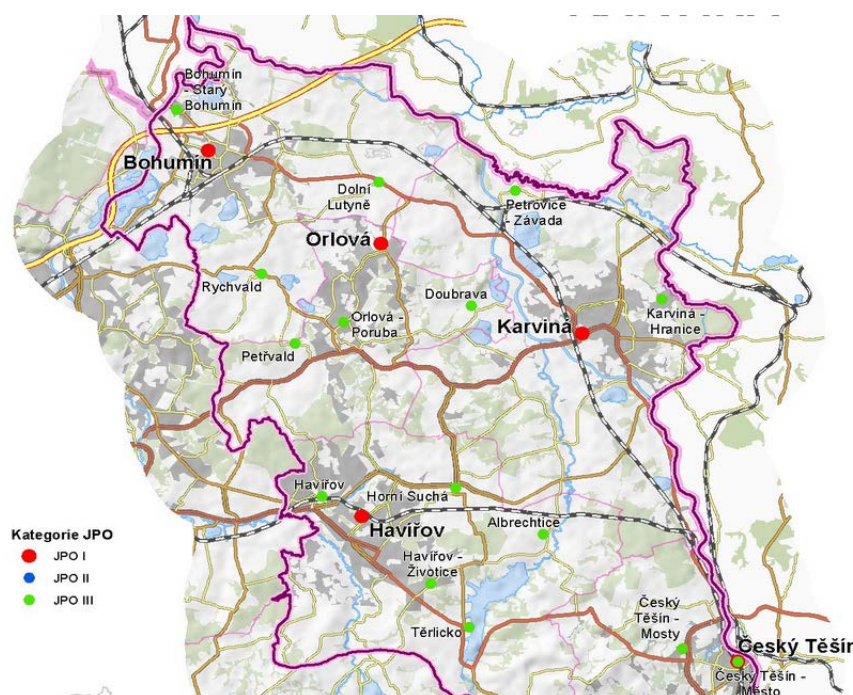 Bohumín
- Starý
Bohumín
Bohumín
Dolní
Lutyně
Petrovice
- Závada
Orlová
Rychvald
Doubrava
Karviná -
Hranice
Orlová -
Poruba
Karviná
Petřvald
Havířov
Horní Suchá
Havířov
Albrechtice
Kategorie JPO
JPO I
JPO II
JPO III
Havířov -
Životice
Těrlicko
Český
Těšín -
Mosty
Český Těšín
Český Těšín -
Město